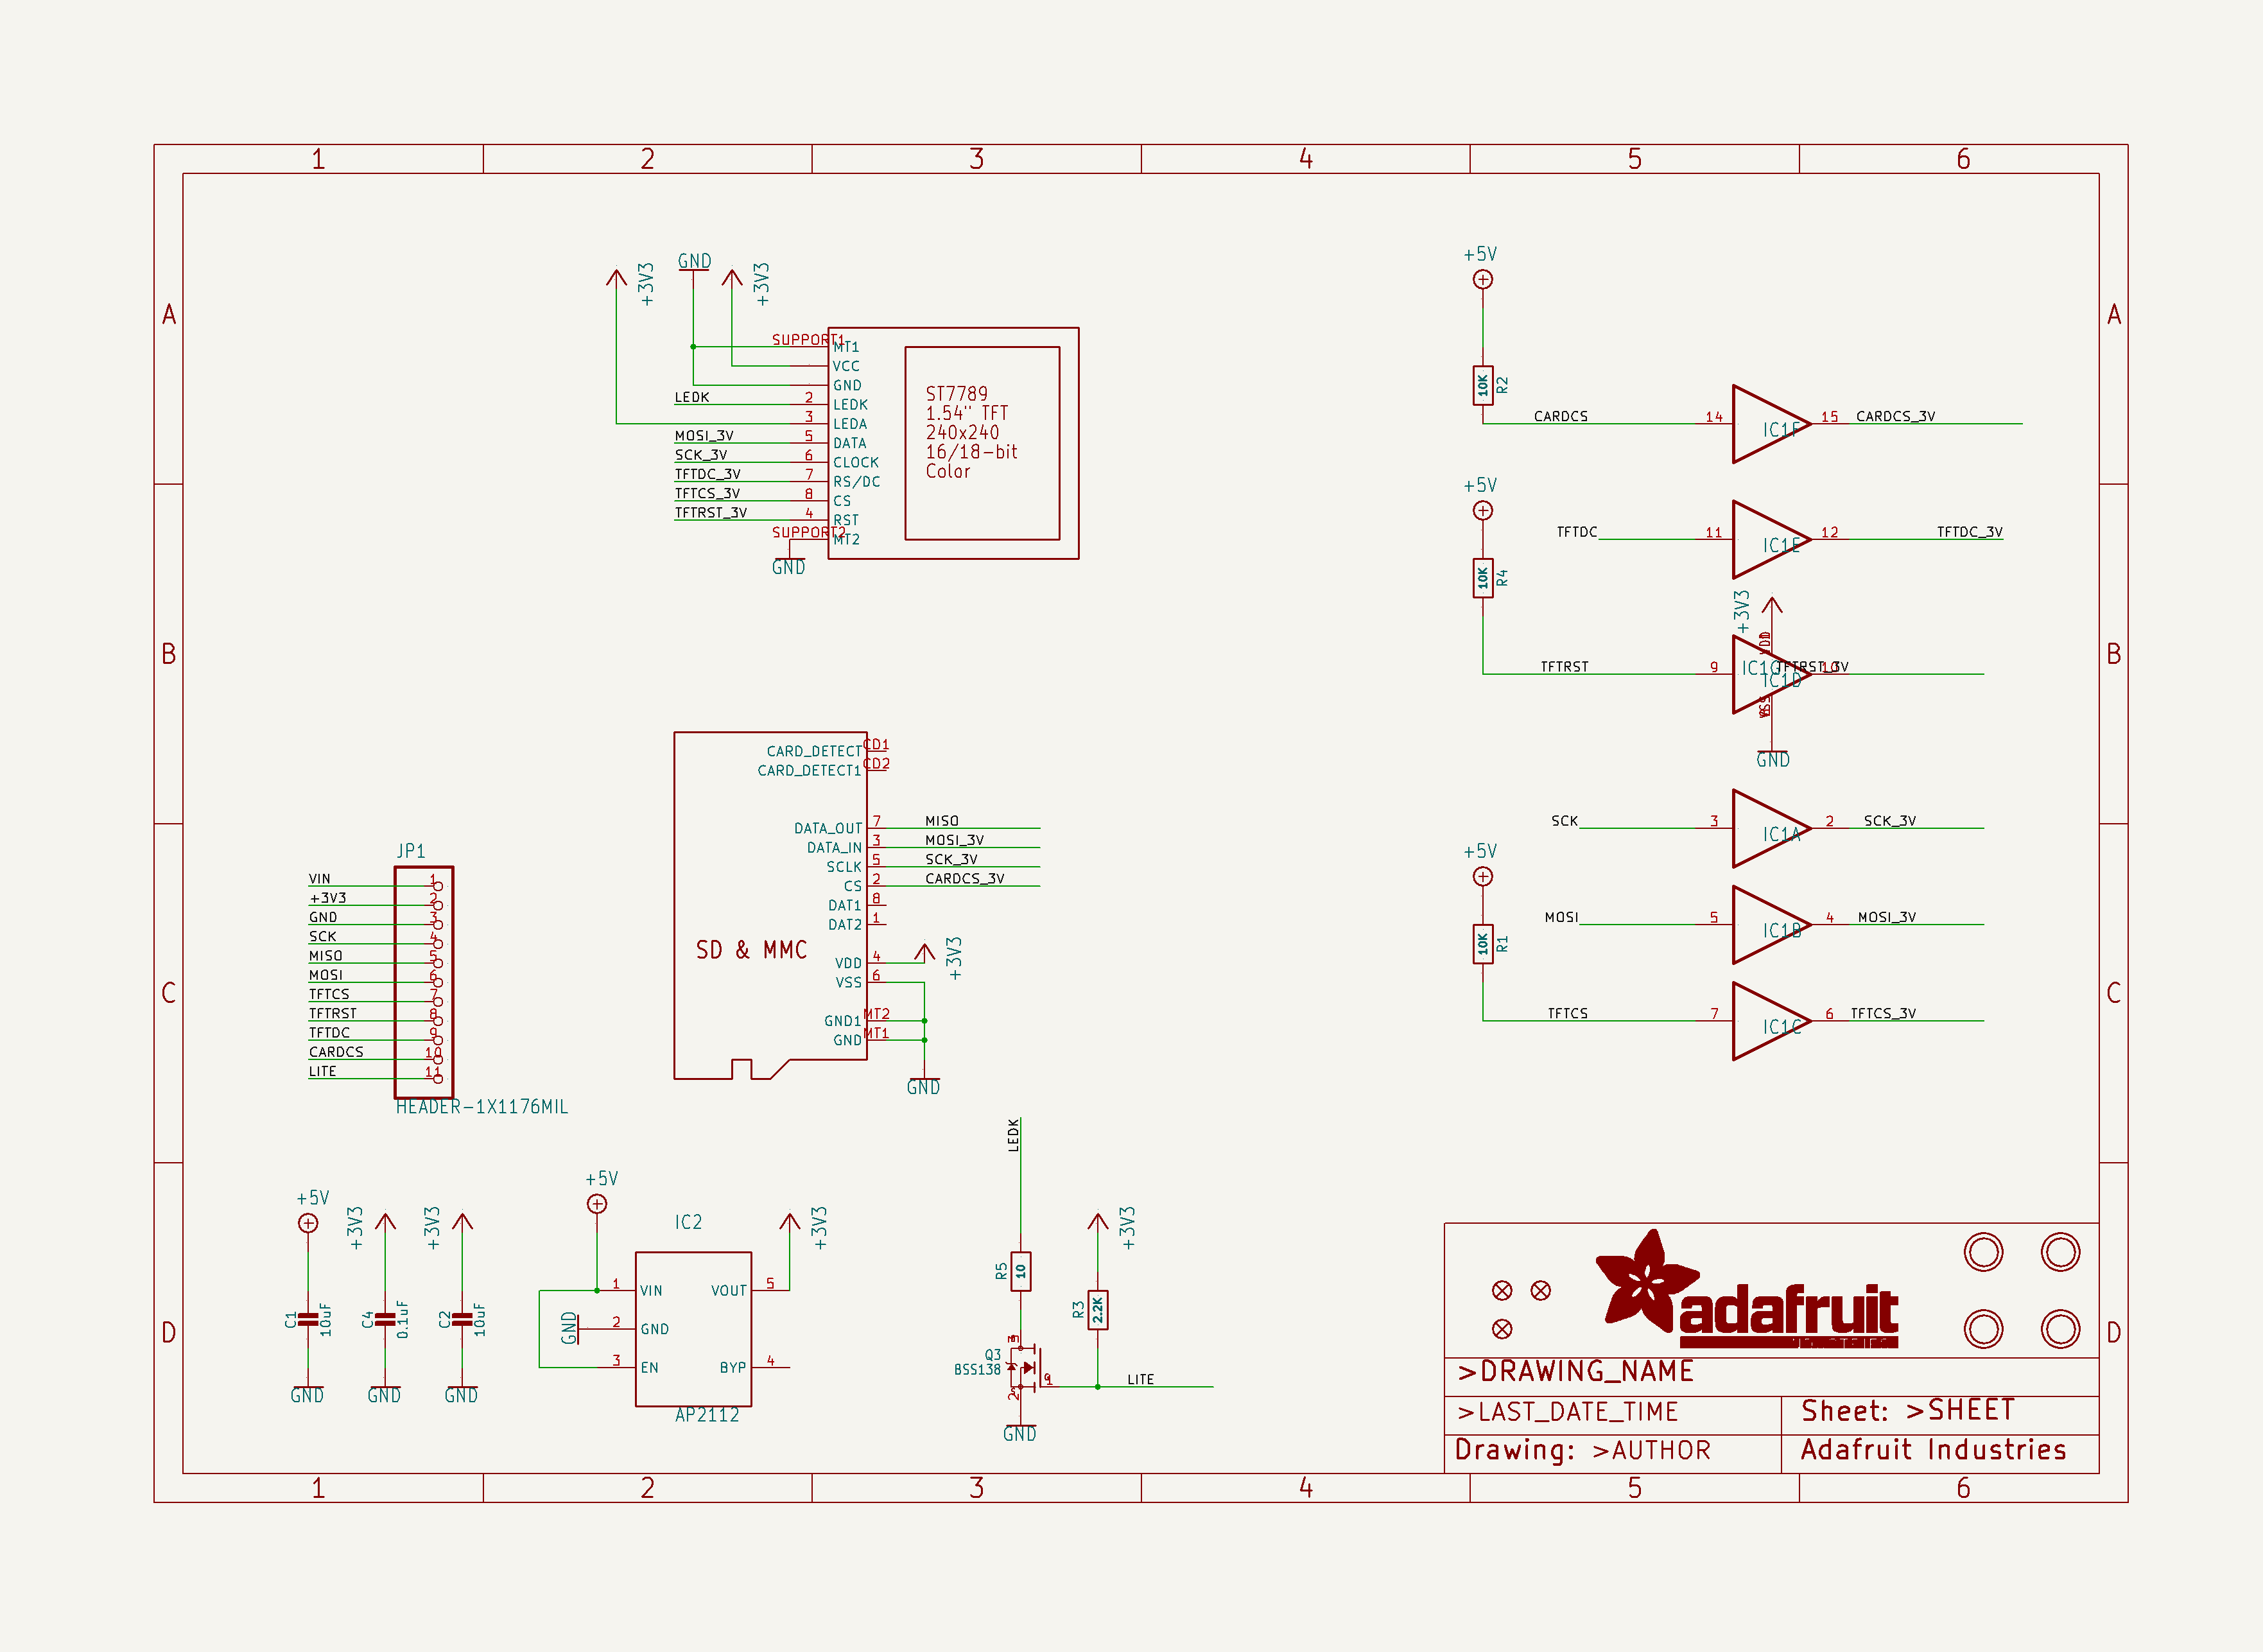 1 2 3 4 5 6
A A
B B
C C
D D
GND
+3V3
+3V3
SUPPORT1
MT1
VCC
GND
LEDK 2 LEDK
3 LEDA
MOSI_3V 5 DATA
SCK_3V 6 CLOCK
TFTDC_3V 7 RS/DC
TFTCS_3V 8 CS
TFTRST_3V 4 RST
SUPPORT2
MT2
GND
ST7789
1.54" TFT
240x240
16/18-bit
Color
+5V
10K R2
CARDCS 14 IC1F 15 CARDCS_3V
+5V
10K R4
TFTDC 11 IC1E 12 TFTDC_3V
+3V3
VDD
TFTRST 9 IC1G IC1D 10 TFTRST_3V
VSS
GND
SCK 3 IC1A 2 SCK_3V
+5V
10K R1
MOSI 5 IC1B 4 MOSI_3V
TFTCS 7 IC1C 6 TFTCS_3V
CARD_DETECT CD1
CARD_DETECT1 CD2
DATA_OUT 7 MISO
DATA_IN 3 MOSI_3V
SCLK 5 SCK_3V
CS 2 CARDCS_3V
DAT1 8
DAT2 1
SD & MMC
VDD 4 +3V3
VSS 6
GND1 MT2
GND MT1
GND
JP1
VIN 1
+3V3 2
GND 3
SCK 4
MISO 5
MOSI 6
TFTCS 7
TFTRST 8
TFTDC 9
CARDCS 10
LITE 11
HEADER-1X1176MIL
+5V
C1 10uF
GND
+3V3
C4 0.1uF
GND
+3V3
C2 10uF
GND
+5V
IC2
+3V3
1 VIN VOUT 5
GND 2 GND
3 EN BYP 4
AP2112
LEDK
R5 10
+3V3
R3 2.2K
Q3
BSS138
3
1
2
LITE
GND
adafruit
>DRAWING_NAME
>LAST_DATE_TIME
Sheet: >SHEET
Drawing: >AUTHOR
Adafruit Industries
1 2 3 4 5 6